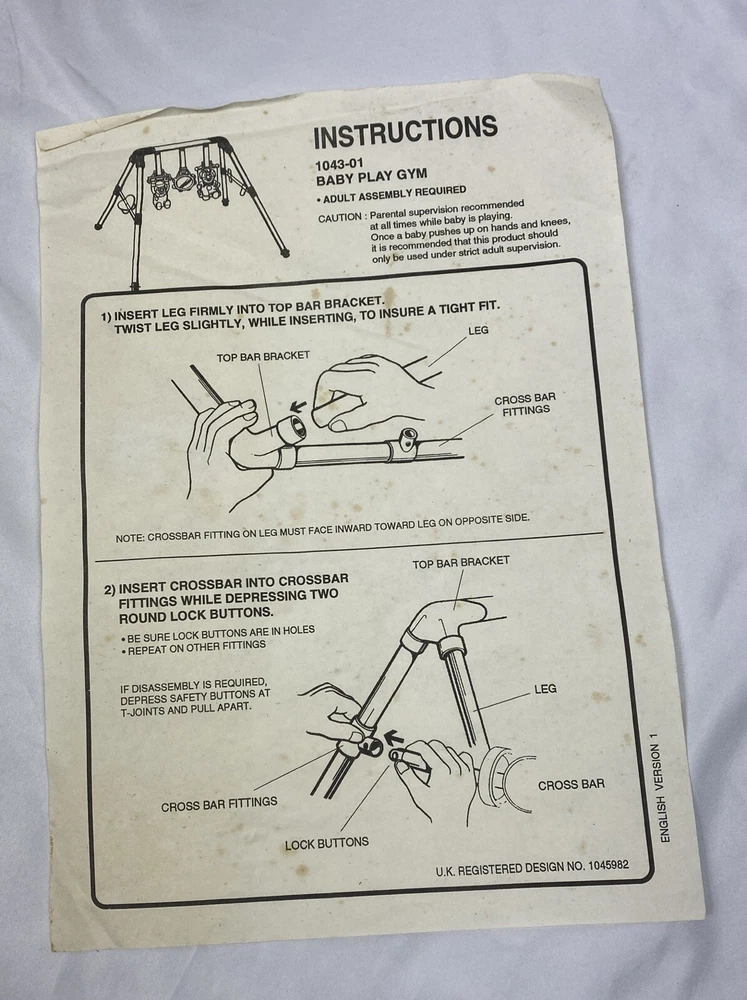 INSTRUCTIONS
1043-01
BABY PLAY GYM
• ADULT ASSEMBLY REQUIRED
CAUTION : Parental supervision recommended
at all times while baby is playing.
Once a baby pushes up on hands and knees,
it is recommended that this product should
only be used under strict adult supervision.
1) INSERT LEG FIRMLY INTO TOP BAR BRACKET.
TWIST LEG SLIGHTLY, WHILE INSERTING, TO INSURE A TIGHT FIT.
LEG
TOP BAR BRACKET
CROSS BAR
FITTINGS
NOTE: CROSSBAR FITTING ON LEG MUST FACE INWARD TOWARD LEG ON OPPOSITE SIDE.
2) INSERT CROSSBAR INTO CROSSBAR
FITTINGS WHILE DEPRESSING TWO
ROUND LOCK BUTTONS.
• BE SURE LOCK BUTTONS ARE IN HOLES
• REPEAT ON OTHER FITTINGS
IF DISASSEMBLY IS REQUIRED,
DEPRESS SAFETY BUTTONS AT
T-JOINTS AND PULL APART.
TOP BAR BRACKET
LEG
CROSS BAR
CROSS BAR FITTINGS
LOCK BUTTONS
U.K. REGISTERED DESIGN NO. 1045982
ENGLISH VERSION 1